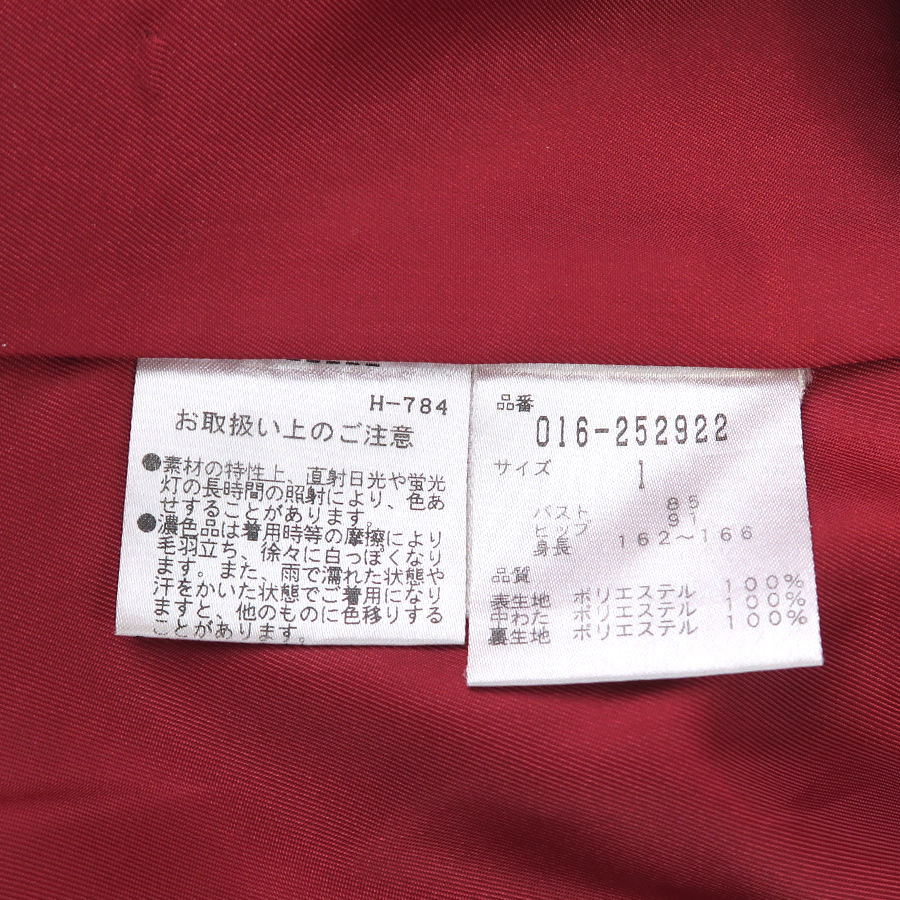 H-784
お取扱い上のご注意
●素材の特性上、直射日光や蛍光
灯の長時間の照射により、色あ
せすることがあります。
●濃色品は着用時等の摩擦により
毛羽立ち、徐々に白っぽくなり
ます。また、雨で濡れた状態や
汗をかいた状態でご着用になり
ますと、他のものに色移りする
ことがあります。
品番
016-252922
サイズ 1
バスト 85
ヒップ 91
身長 162～166
品質
表生地 ポリエステル 100%
中わた ポリエステル 100%
裏生地 ポリエステル 100%